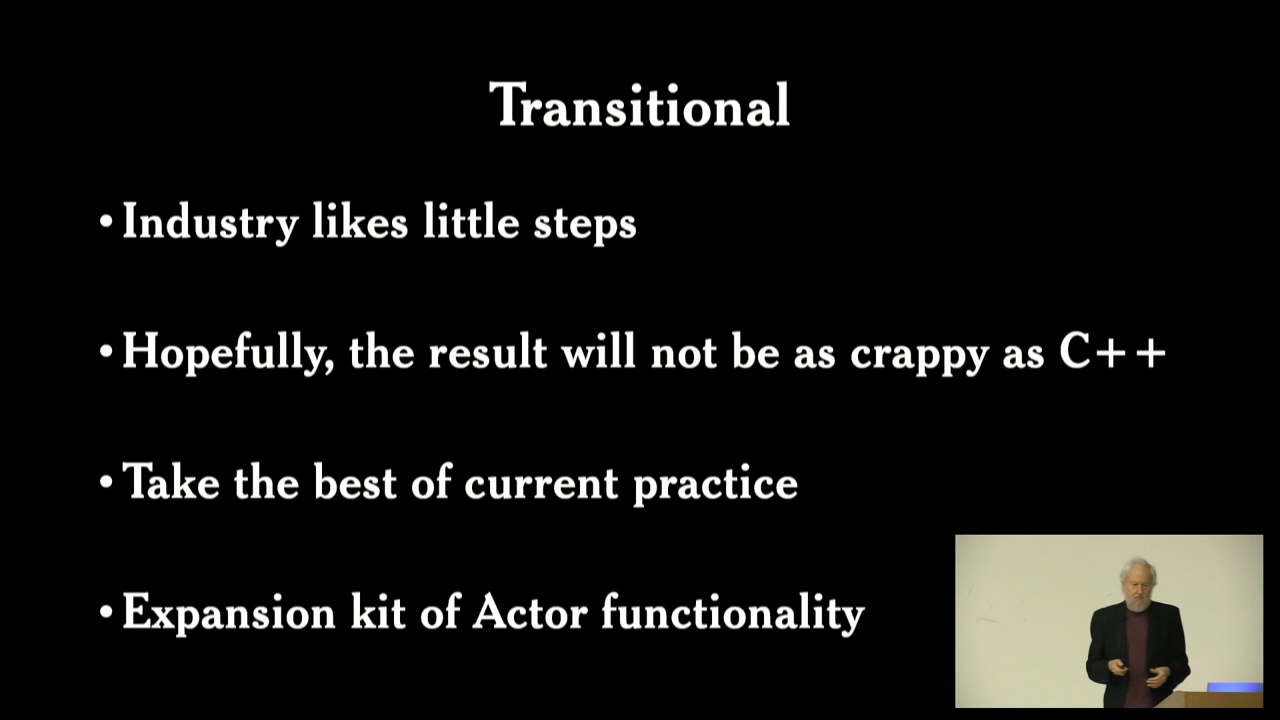 Transitional
• Industry likes little steps
• Hopefully, the result will not be as crappy as C++
• Take the best of current practice
• Expansion kit of Actor functionality